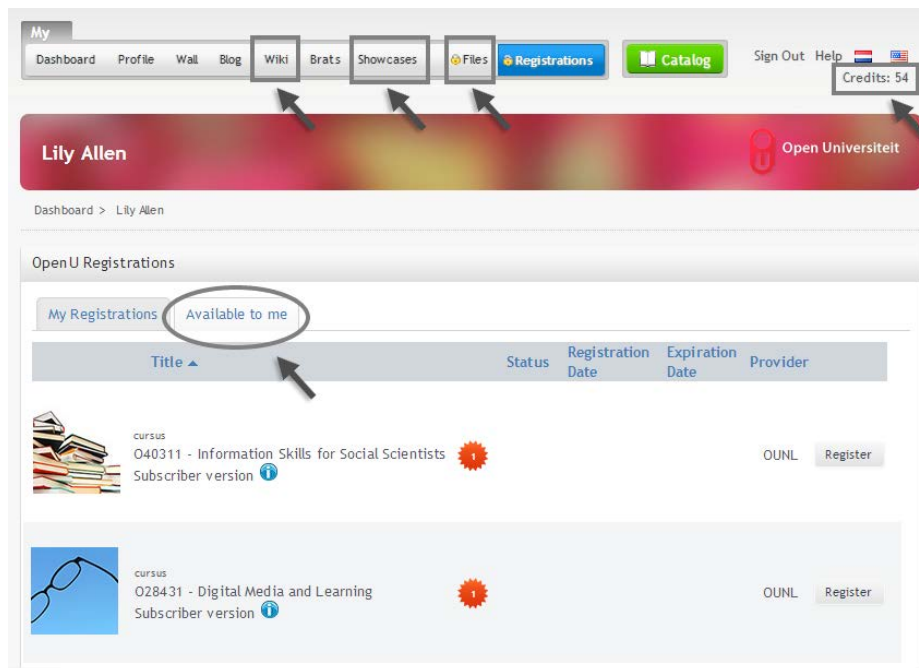 My
Dashboard Profile Wall Blog Wiki Brats Showcases Files Registrations Catalog Sign Out Help
Credits: 54
Lily Allen
Open Universiteit
Dashboard > Lily Allen
OpenU Registrations
My Registrations Available to me
Title Status Registration Date Expiration Date Provider
cursus
O40311 - Information Skills for Social Scientists
Subscriber version
1
OUNL Register
cursus
O28431 - Digital Media and Learning
Subscriber version
1
OUNL Register